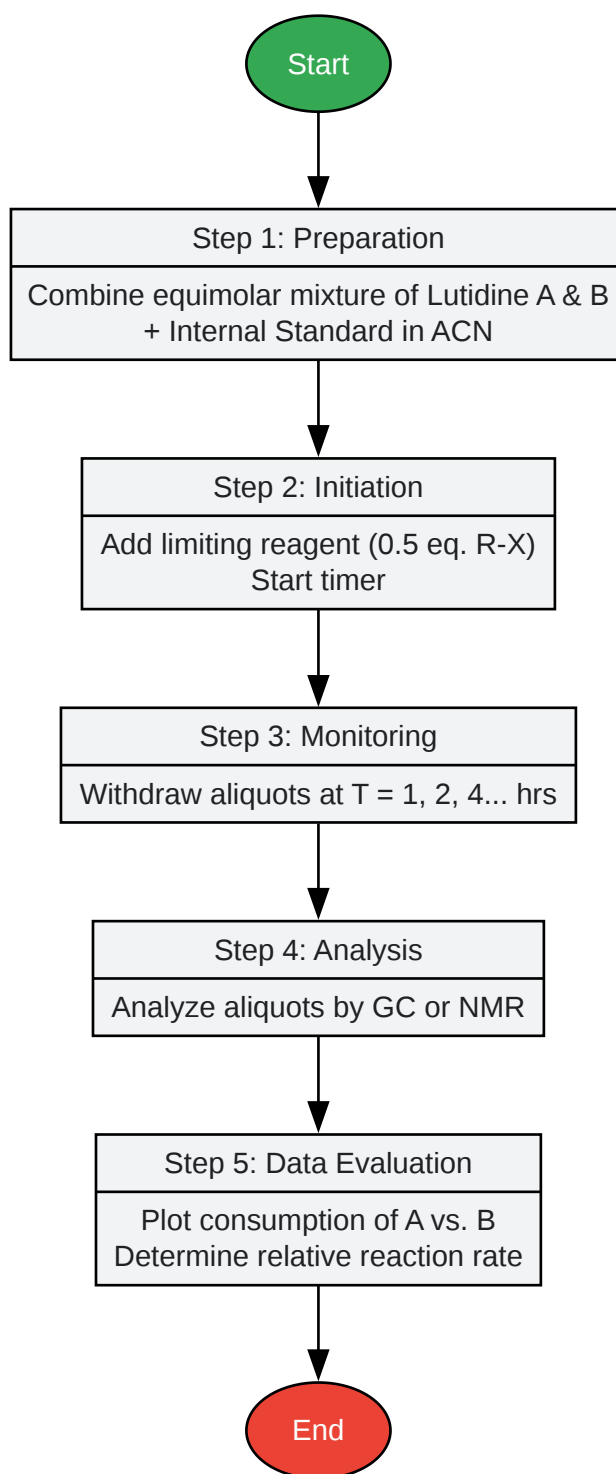 Start
Step 1: Preparation
Combine equimolar mixture of Lutidine A & B
+ Internal Standard in ACN
Step 2: Initiation
Add limiting reagent (0.5 eq. R-X)
Start timer
Step 3: Monitoring
Withdraw aliquots at T = 1, 2, 4... hrs
Step 4: Analysis
Analyze aliquots by GC or NMR
Step 5: Data Evaluation
Plot consumption of A vs. B
Determine relative reaction rate
End